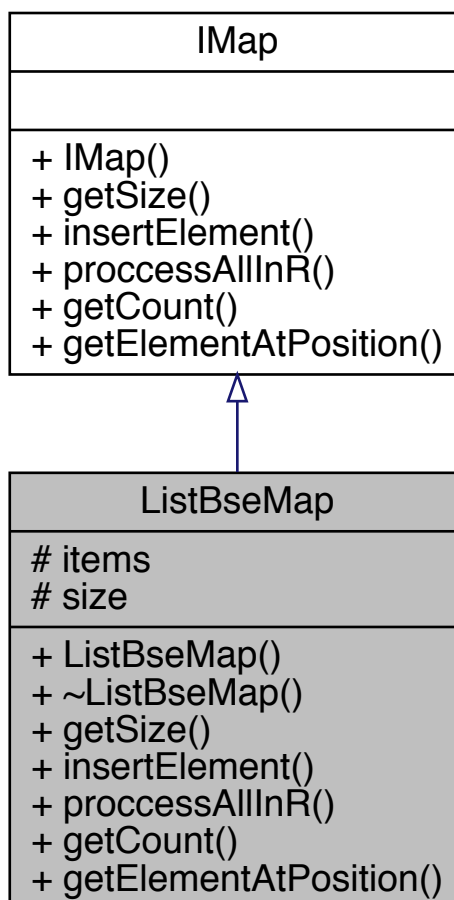 IMap
+ IMap()
+ getSize()
+ insertElement()
+ proccessAllInR()
+ getCount()
+ getElementAtPosition()
ListBseMap
# items
# size
+ ListBseMap()
+ ~ListBseMap()
+ getSize()
+ insertElement()
+ proccessAllInR()
+ getCount()
+ getElementAtPosition()